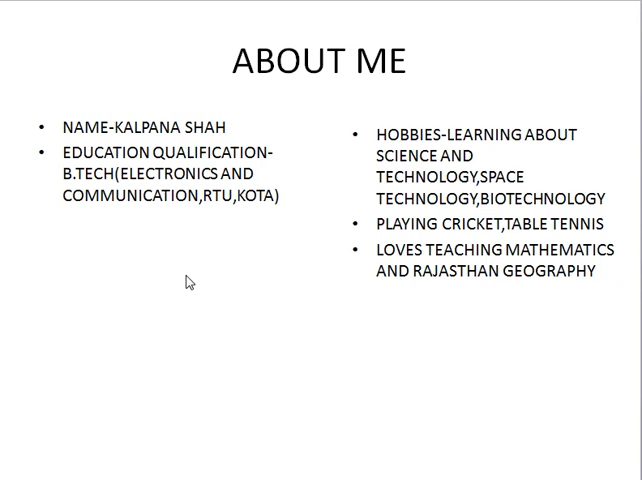 ABOUT ME
• NAME-KALPANA SHAH
• EDUCATION QUALIFICATION-
B.TECH(ELECTRONICS AND
COMMUNICATION,RTU,KOTA)
• HOBBIES-LEARNING ABOUT
SCIENCE AND
TECHNOLOGY,SPACE
TECHNOLOGY,BIOTECHNOLOGY
• PLAYING CRICKET,TABLE TENNIS
• LOVES TEACHING MATHEMATICS
AND RAJASTHAN GEOGRAPHY